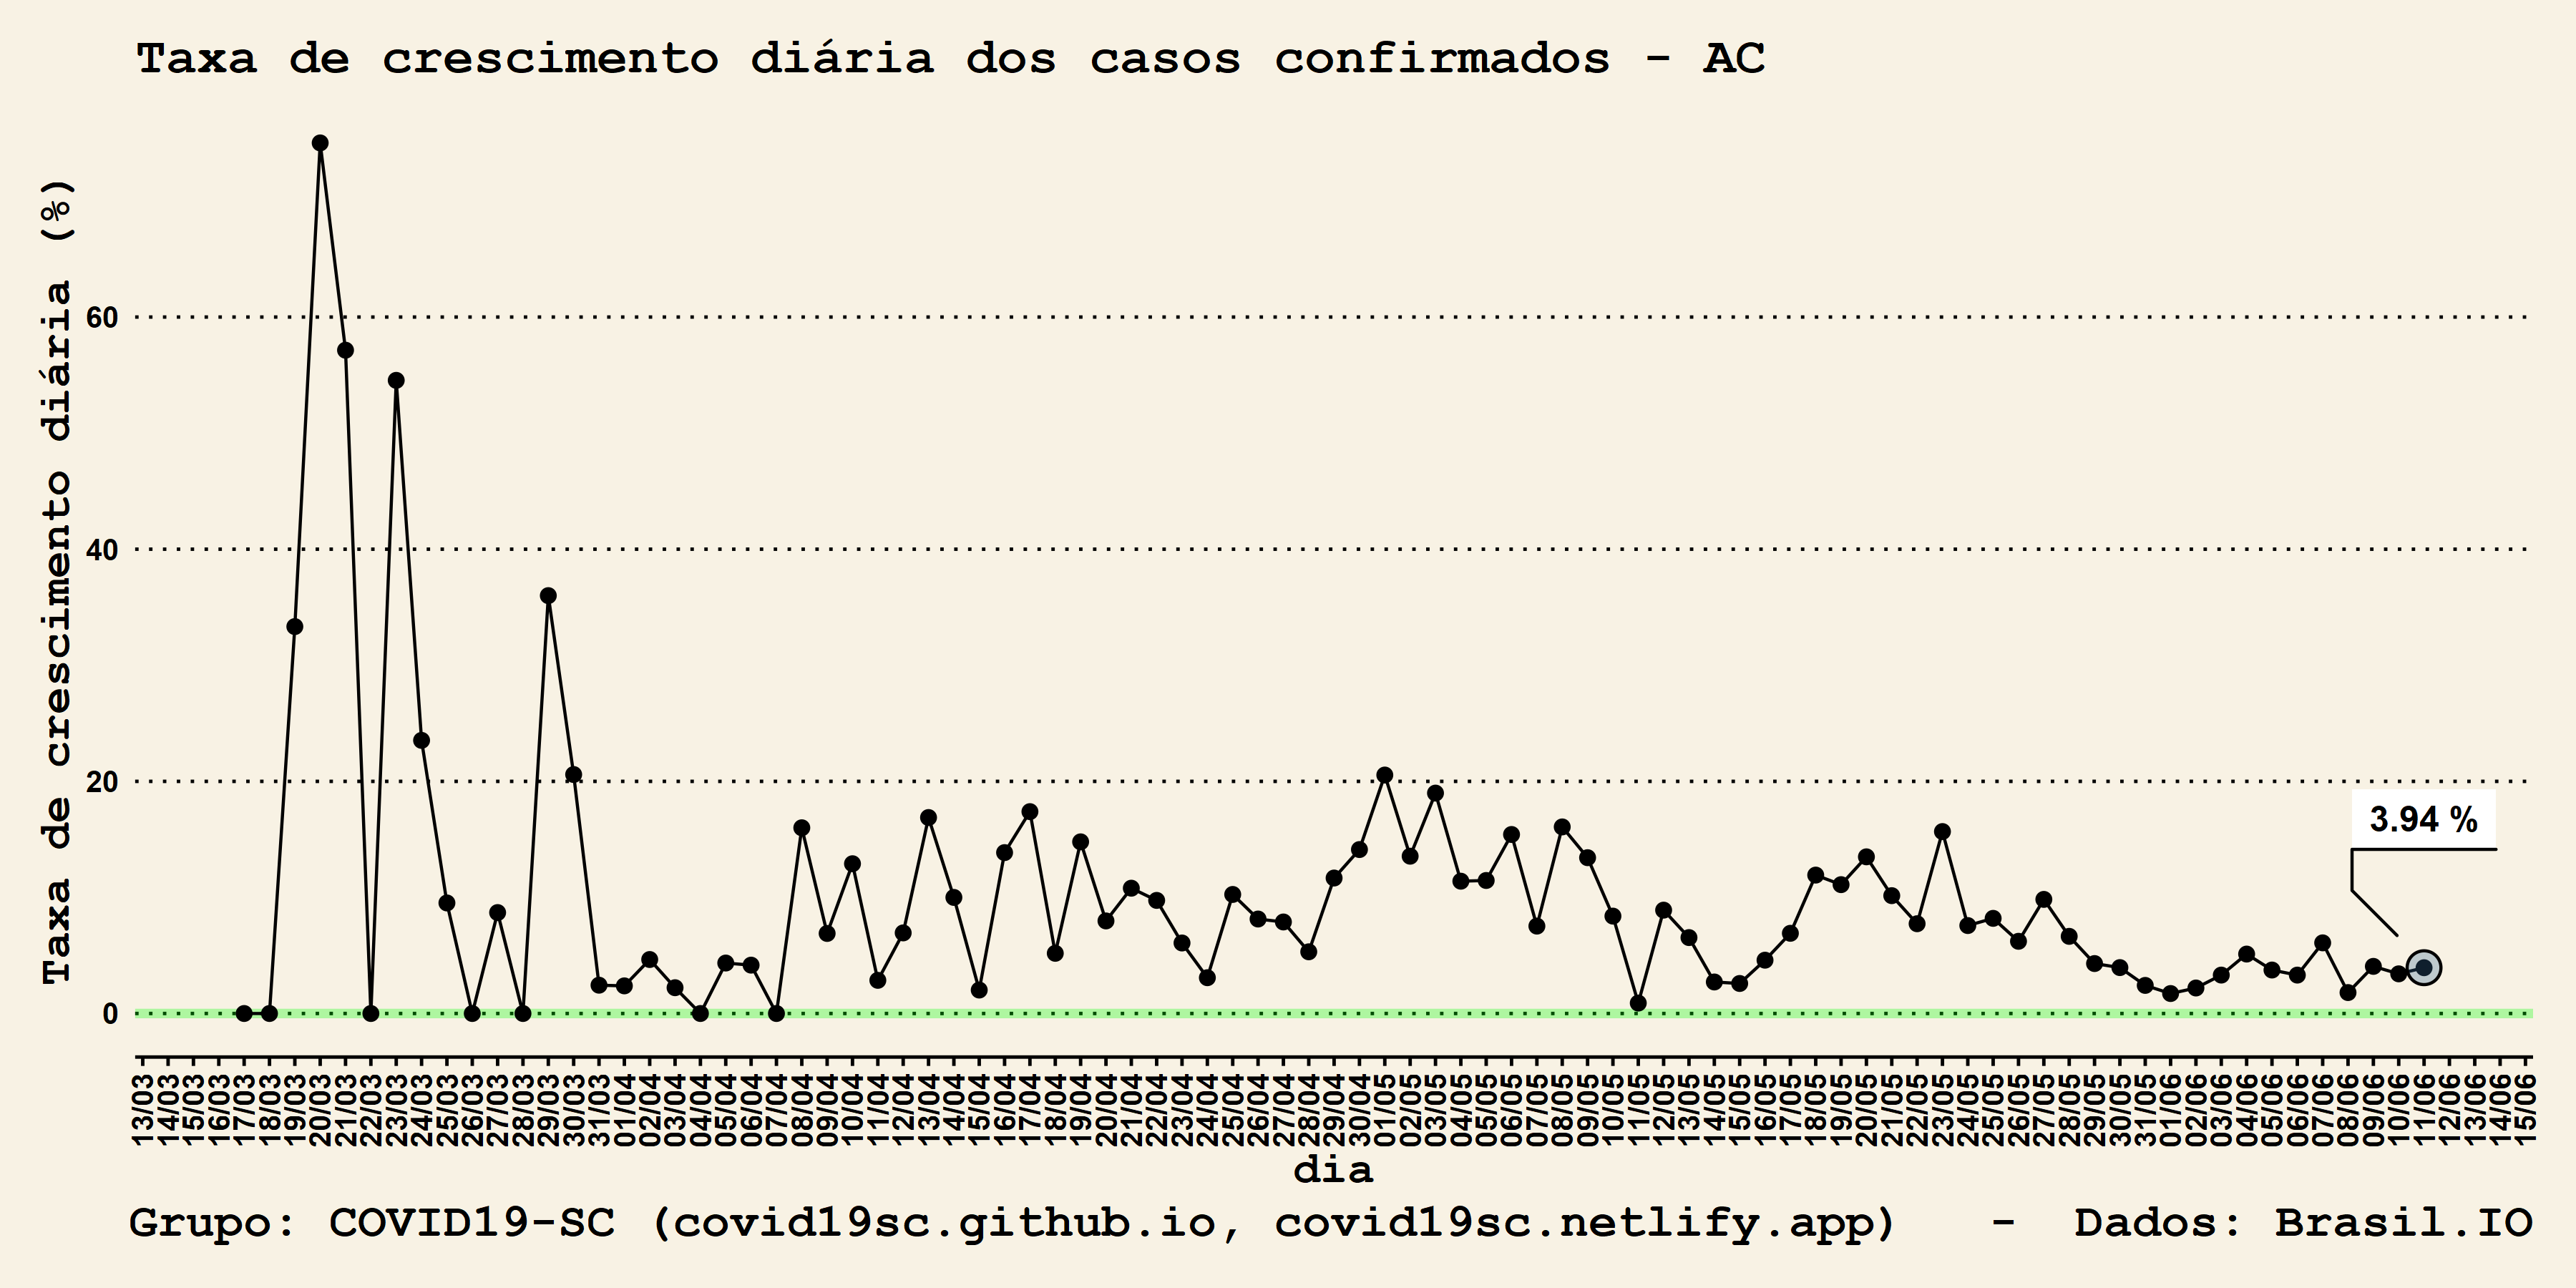 Taxa de crescimento diária dos casos confirmados - AC
Taxa de crescimento diária (%)
60
40
20
0
3.94 %
13/03 14/03 15/03 16/03 17/03 18/03 19/03 20/03 21/03 22/03 23/03 24/03 25/03 26/03 27/03 28/03 29/03 30/03 31/03 01/04 02/04 03/04 04/04 05/04 06/04 07/04 08/04 09/04 10/04 11/04 12/04 13/04 14/04 15/04 16/04 17/04 18/04 19/04 20/04 21/04 22/04 23/04 24/04 25/04 26/04 27/04 28/04 29/04 30/04 01/05 02/05 03/05 04/05 05/05 06/05 07/05 08/05 09/05 10/05 11/05 12/05 13/05 14/05 15/05 16/05 17/05 18/05 19/05 20/05 21/05 22/05 23/05 24/05 25/05 26/05 27/05 28/05 29/05 30/05 31/05 01/06 02/06 03/06 04/06 05/06 06/06 07/06 08/06 09/06 10/06 11/06 12/06 13/06 14/06 15/06
dia
Grupo: COVID19-SC (covid19sc.github.io, covid19sc.netlify.app) - Dados: Brasil.IO